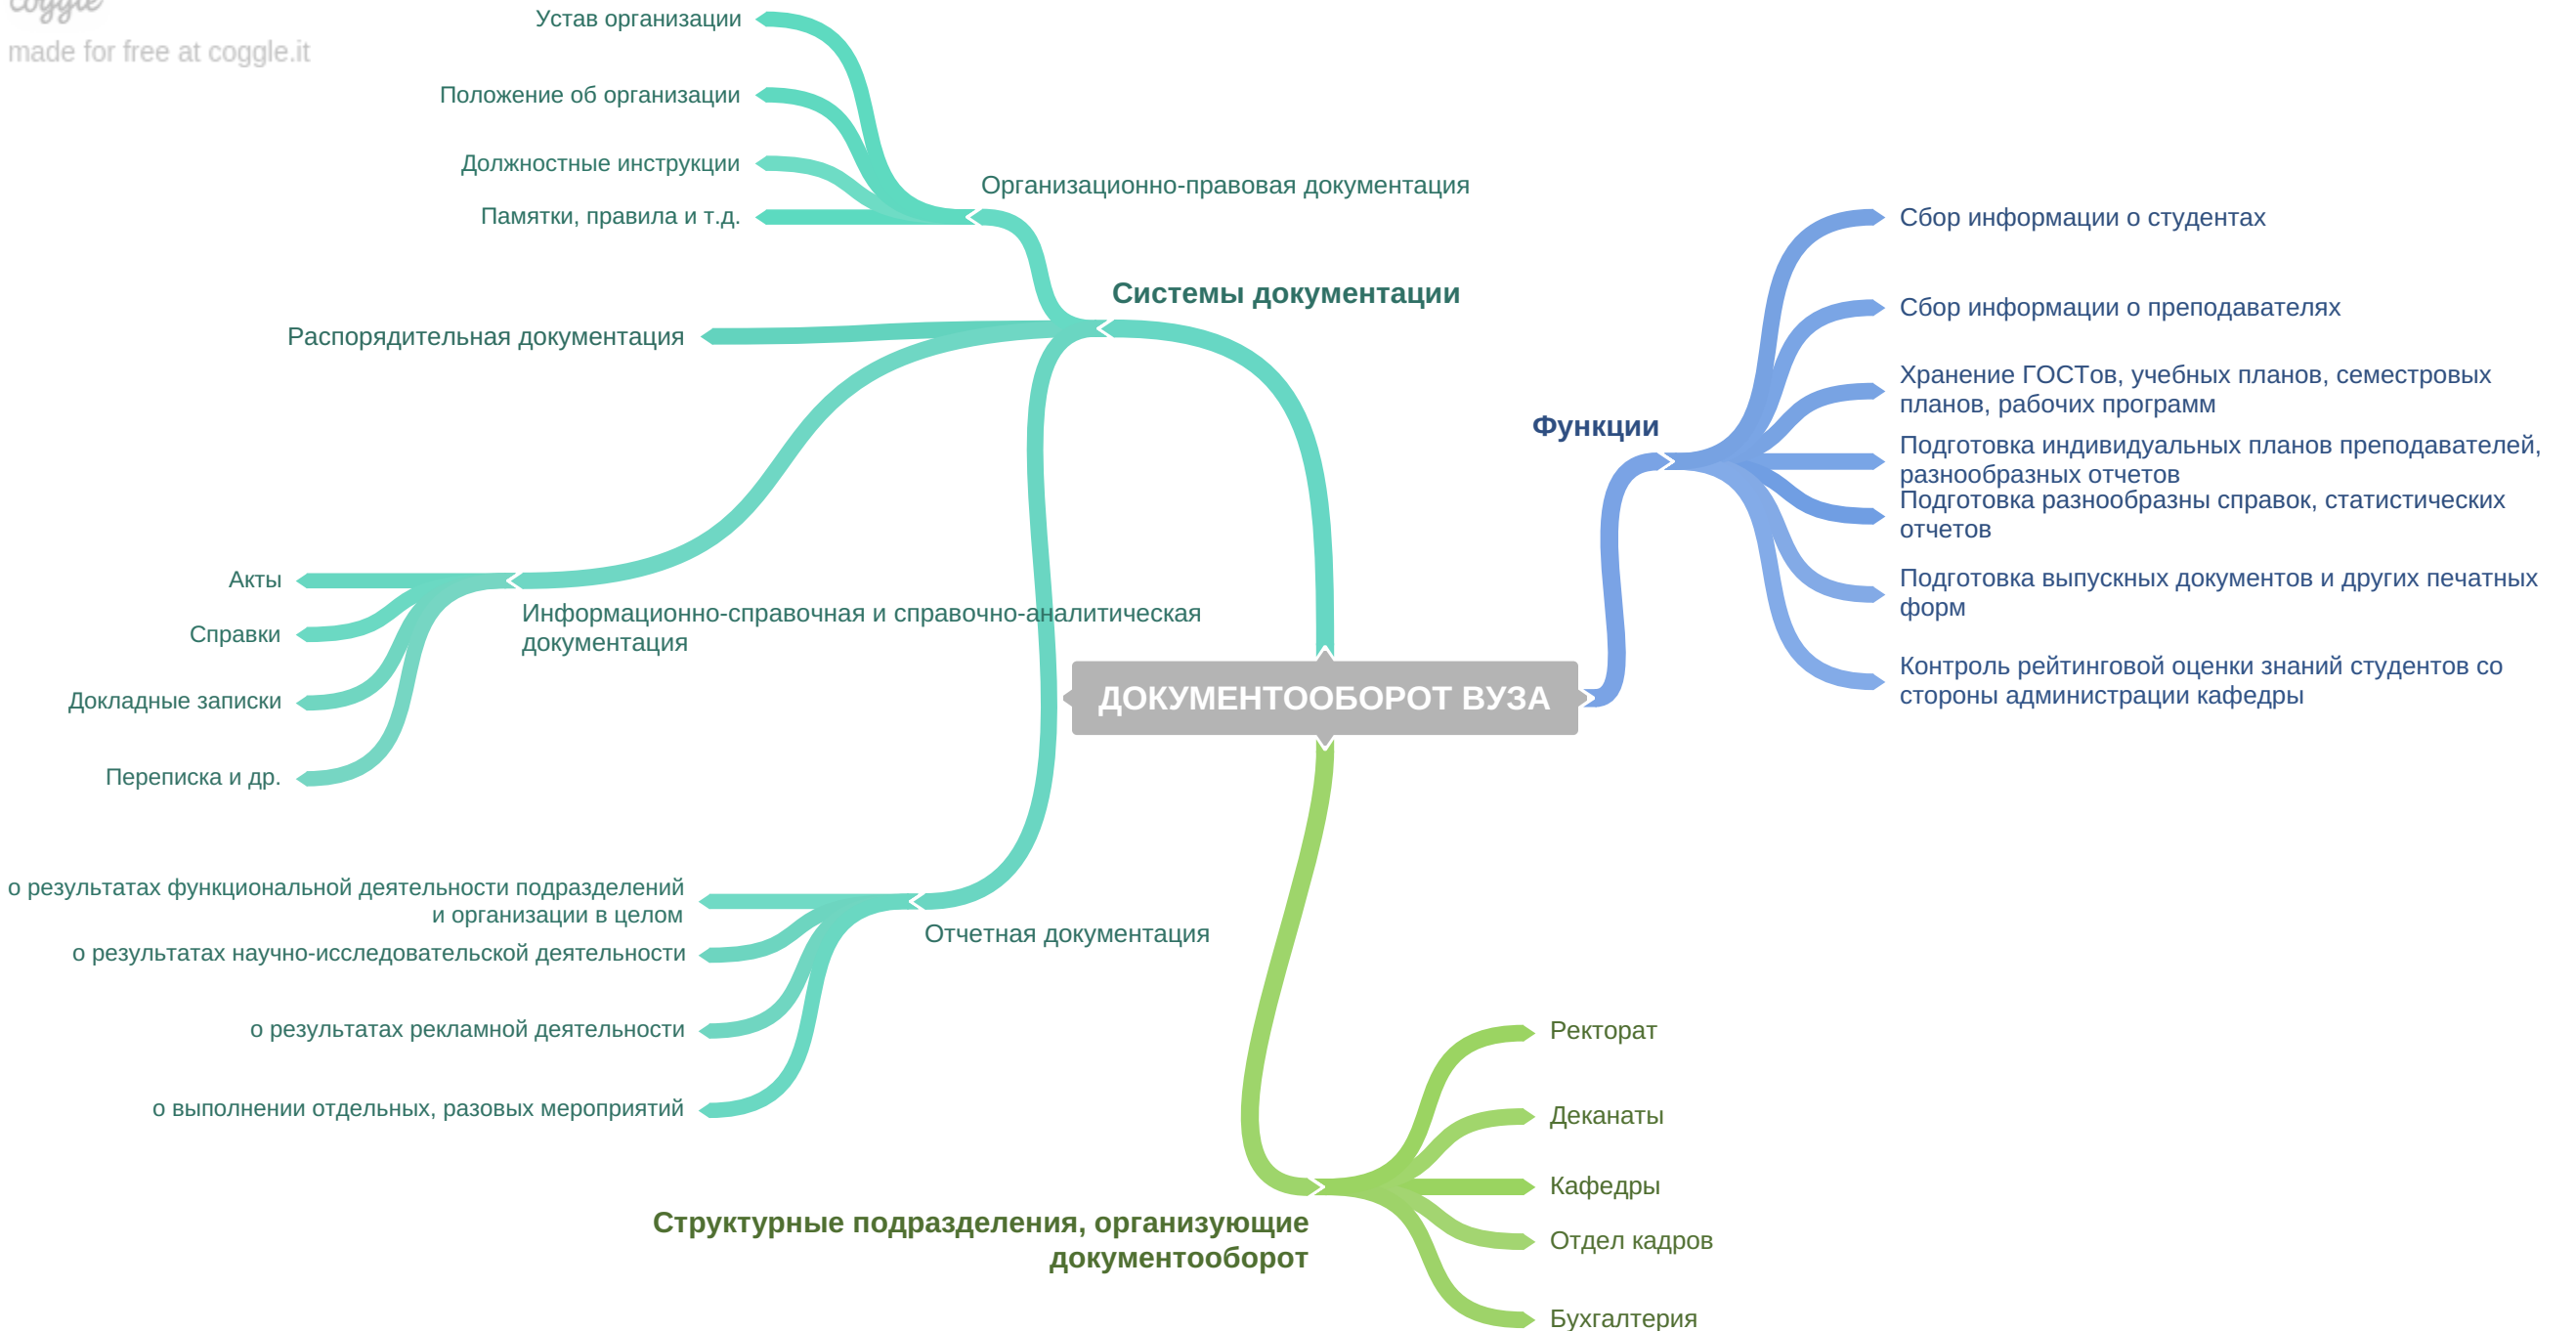 coggle
made for free at coggle.it
Устав организации
Положение об организации
Должностные инструкции
Памятки, правила и т.д.
Организационно-правовая документация
Системы документации
Распорядительная документация
Акты
Справки
Докладные записки
Переписка и др.
Информационно-справочная и справочно-аналитическая
документация
о результатах функциональной деятельности подразделений
и организации в целом
о результатах научно-исследовательской деятельности
о результатах рекламной деятельности
о выполнении отдельных, разовых мероприятий
Отчетная документация
ДОКУМЕНТООБОРОТ ВУЗА
Функции
Сбор информации о студентах
Сбор информации о преподавателях
Хранение ГОСТов, учебных планов, семестровых
планов, рабочих программ
Подготовка индивидуальных планов преподавателей,
разнообразных отчетов
Подготовка разнообразны справок, статистических
отчетов
Подготовка выпускных документов и других печатных
форм
Контроль рейтинговой оценки знаний студентов со
стороны администрации кафедры
Структурные подразделения, организующие
документооборот
Ректорат
Деканаты
Кафедры
Отдел кадров
Бухгалтерия